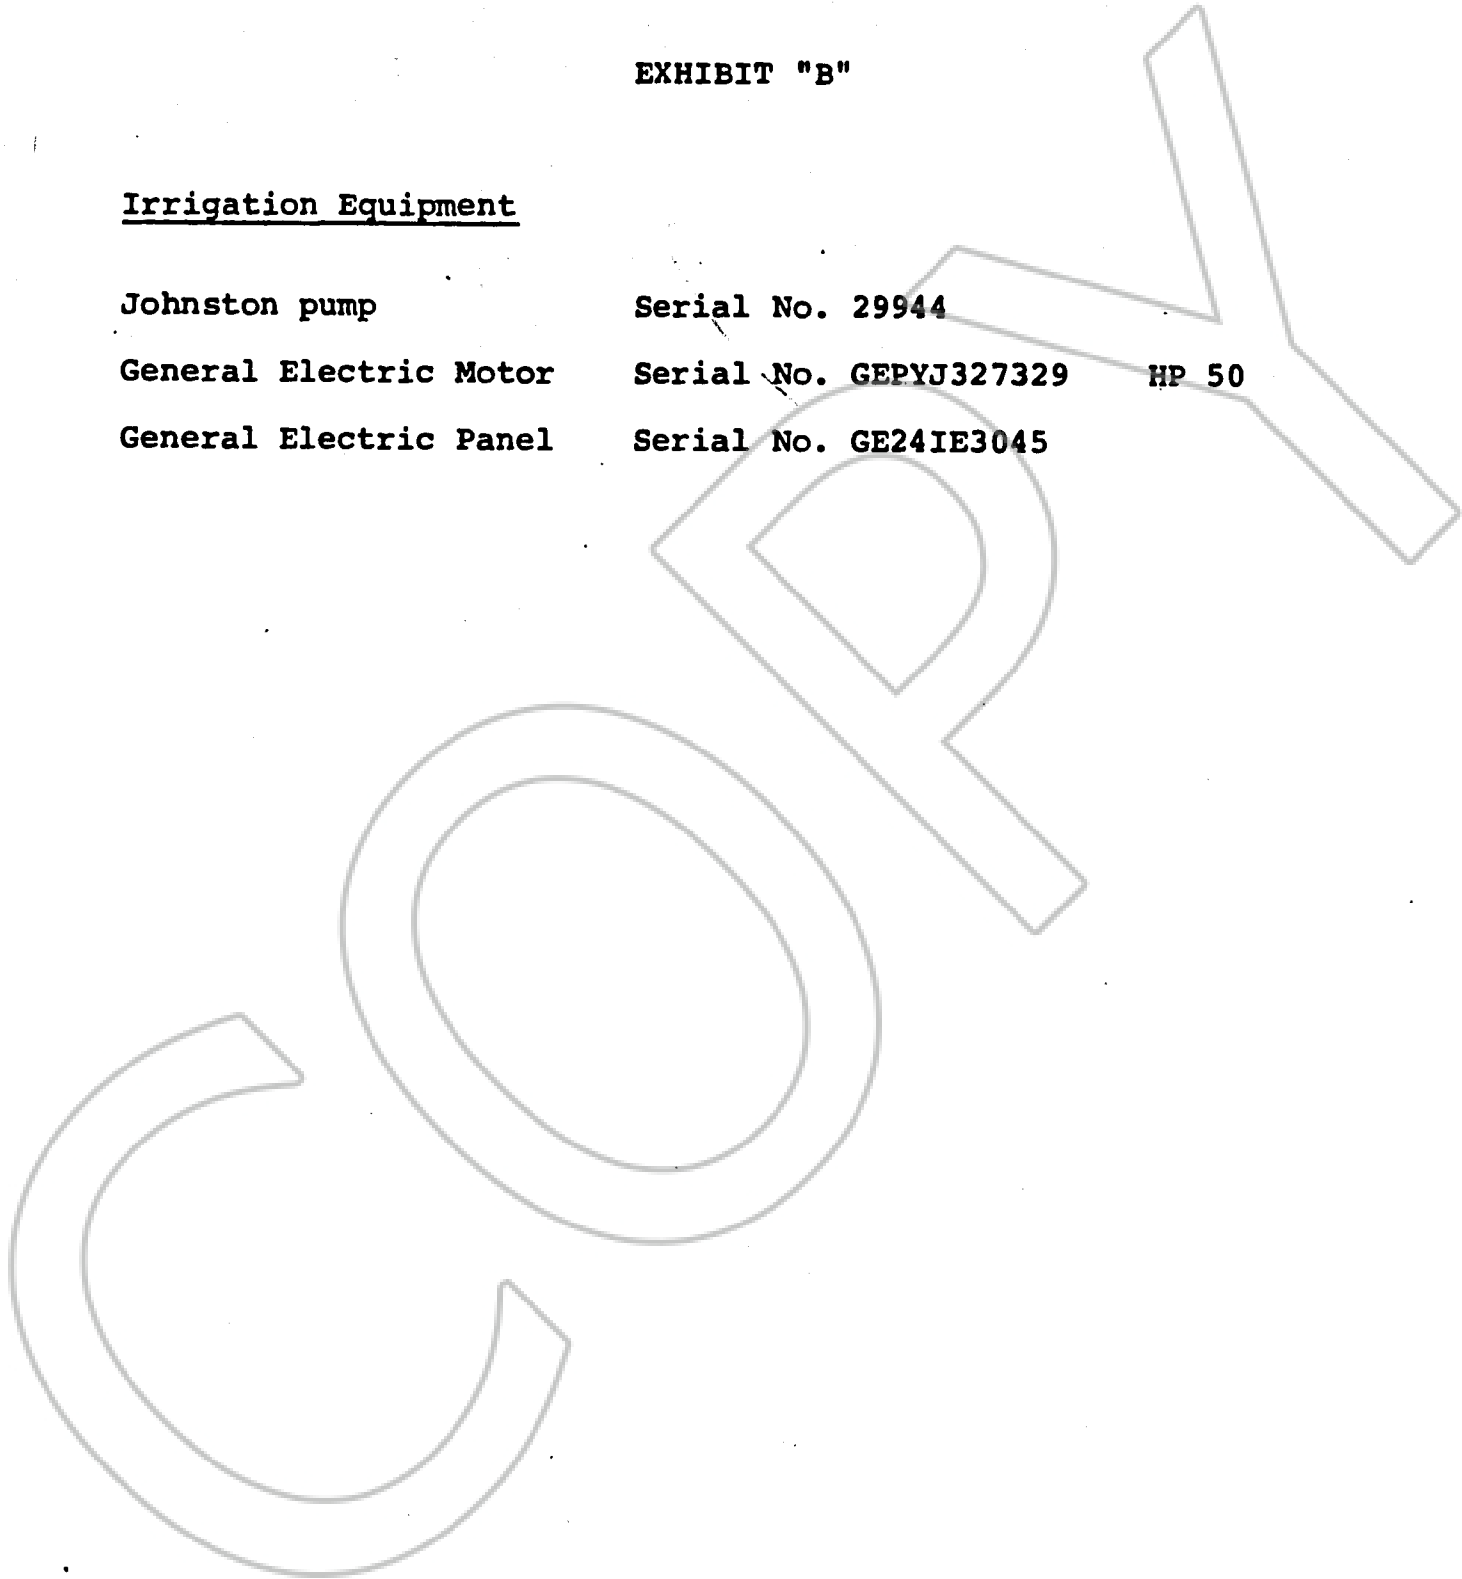 EXHIBIT "B"
Irrigation Equipment
Johnston pump Serial No. 29944
General Electric Motor Serial No. GEPYJ327329 HP 50
General Electric Panel Serial No. GE24IE3045
COPY